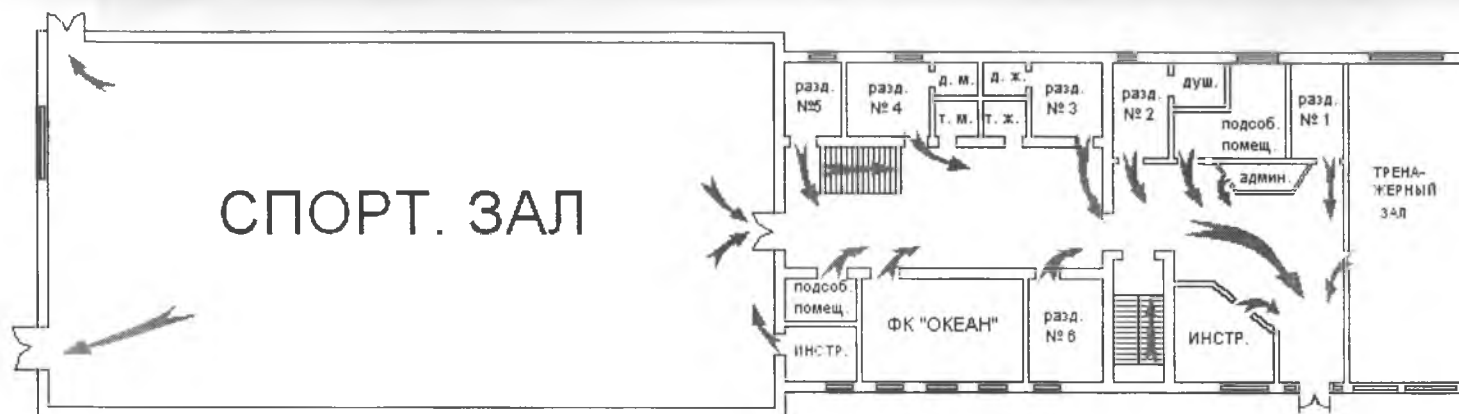 СПОРТ. ЗАЛ
разд.
№5
разд.
№ 4
д. м.
д. ж.
т. м.
т. ж.
разд.
№ 3
разд.
№ 2
душ.
подсоб.
помещ.
разд.
№ 1
админ.
ТРЕНА-
ЖЕРНЫЙ
ЗАЛ
подсоб.
помещ.
ИНСТР.
ФК "ОКЕАН"
разд.
№ 6
ИНСТР.